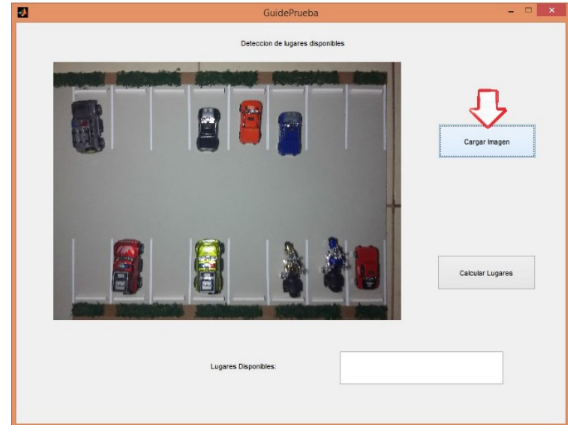 GuidePrueba
Deteccion de lugares disponibles
Cargar Imagen
Calcular Lugares
Lugares Disponibles: